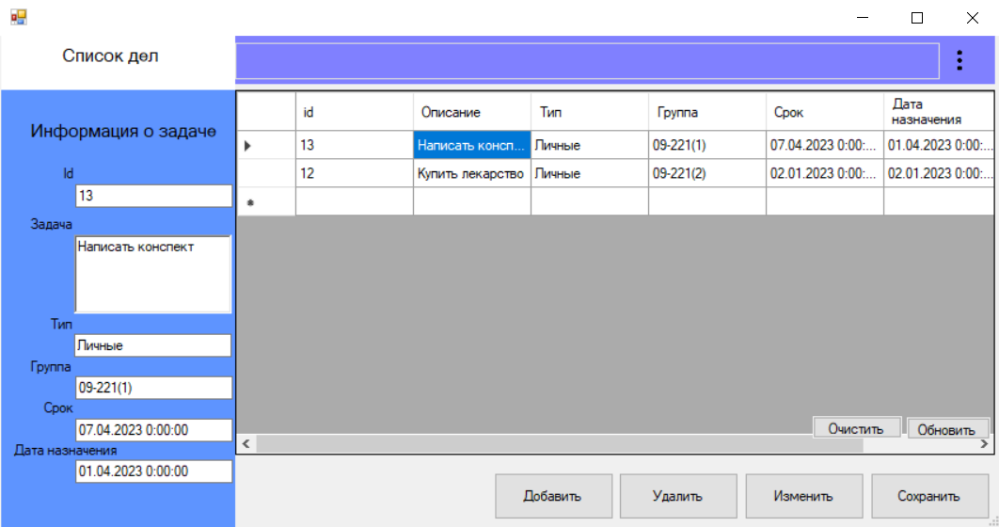 Список дел
Информация о задаче
Id
13
Задача
Написать конспект
Тип
Личные
Группа
09-221(1)
Срок
07.04.2023 0:00:00
Дата назначения
01.04.2023 0:00:00
id Описание Тип Группа Срок Дата назначения
13 Написать консп... Личные 09-221(1) 07.04.2023 0:00:... 01.04.2023 0:00:...
12 Купить лекарство Личные 09-221(2) 02.01.2023 0:00:... 02.01.2023 0:00:...
Очистить Обновить
Добавить Удалить Изменить Сохранить